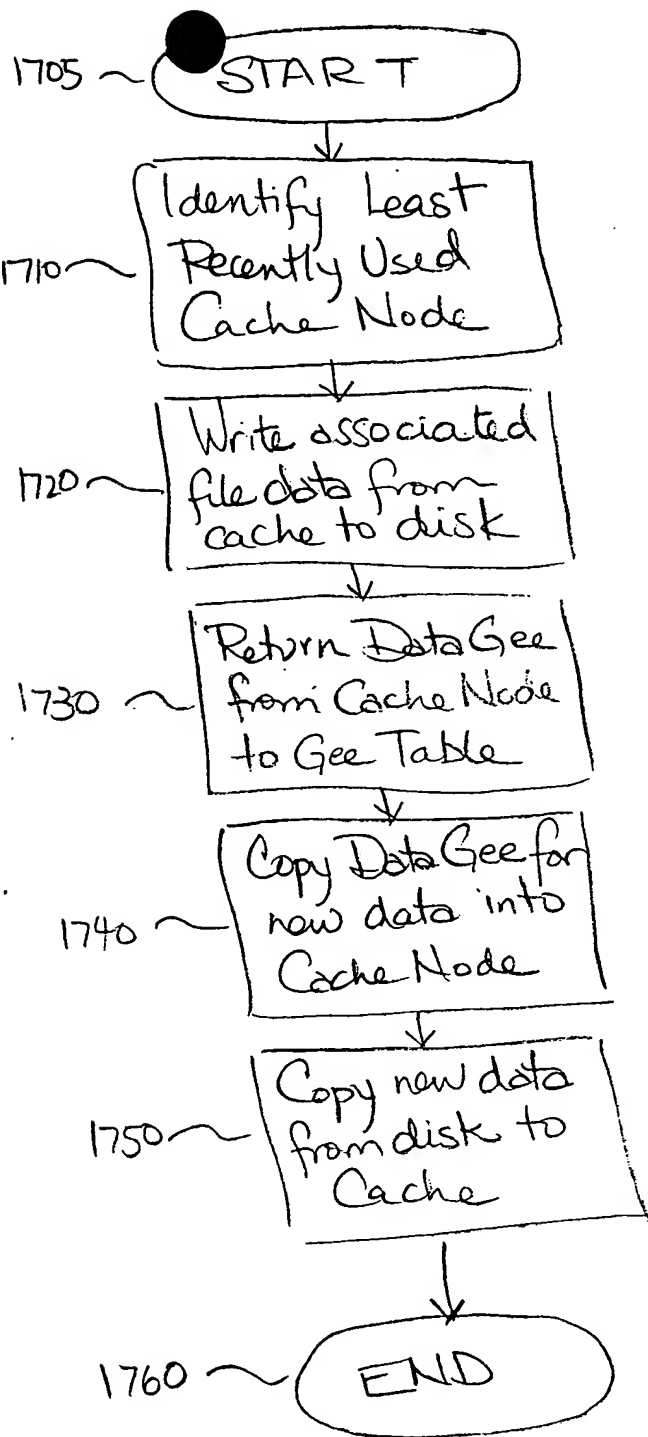 1705 START
1710 Identify Least
Recently Used
Cache Node
1720 Write associated
file data from
cache to disk
1730 Return Data Gee
from Cache Node
to Gee Table
1740 Copy Data Gee for
new data into
Cache Node
1750 Copy new data
from disk to
Cache
1760 END